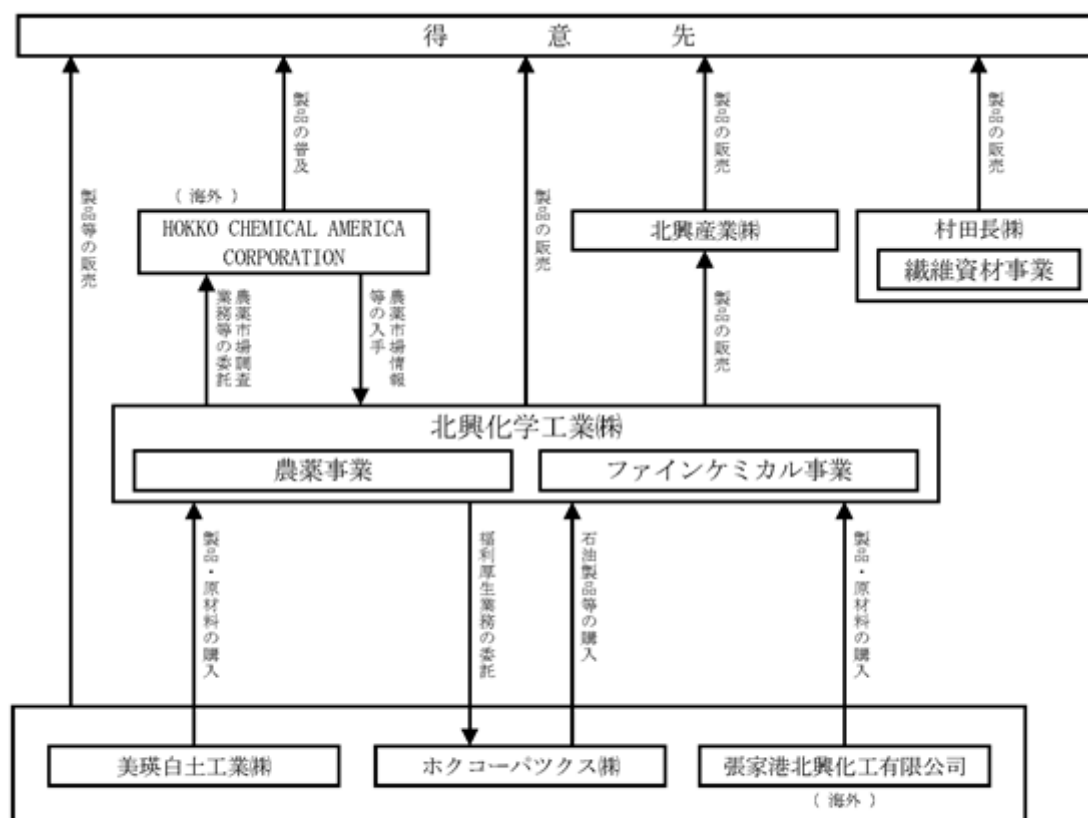 得意先
製品等の販売
製品の普及
製品の販売
製品の販売
製品の販売
（海外）
HOKKO CHEMICAL AMERICA
CORPORATION
北興産業㈱
村田長㈱
繊維資材事業
農薬市場調査
業務等の委託
農薬市場情報
等の入手
製品の販売
北興化学工業㈱
農薬事業
ファインケミカル事業
製品・原材料の購入
福利厚生業務の委託
石油製品等の購入
製品・原材料の購入
美瑛白土工業㈱
ホクコーパツクス㈱
張家港北興化工有限公司
（海外）